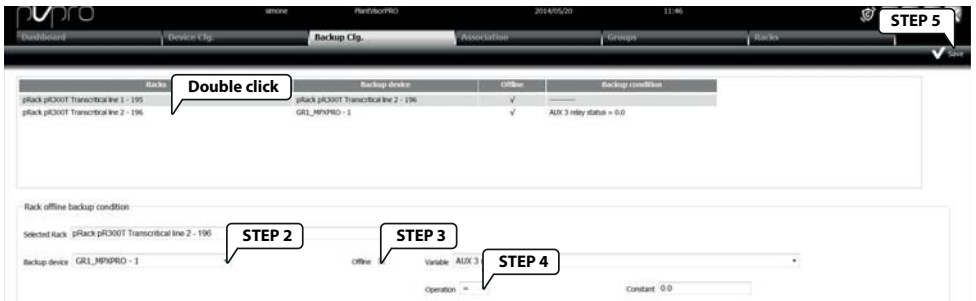 pvpro simone PlantVisorPRO 2014/05/20 11:46
STEP 5
Dashboard Device Cfg. Backup Cfg. Association Groups Racks
Save
Racks Backup device Offline Backup condition
Double click
pRack pR300T Transcritical line 1 - 195 pRack pR300T Transcritical line 2 - 196 √ ----------
pRack pR300T Transcritical line 2 - 196 GR1_MPXPRO - 1 √ AUX 3 relay status = 0.0
Rack offline backup condition
Selected Rack pRack pR300T Transcritical line 2 - 196
STEP 2 STEP 3
Backup device GR1_MPXPRO - 1 Offline Variable AUX 3
STEP 4
Operation = Constant 0.0